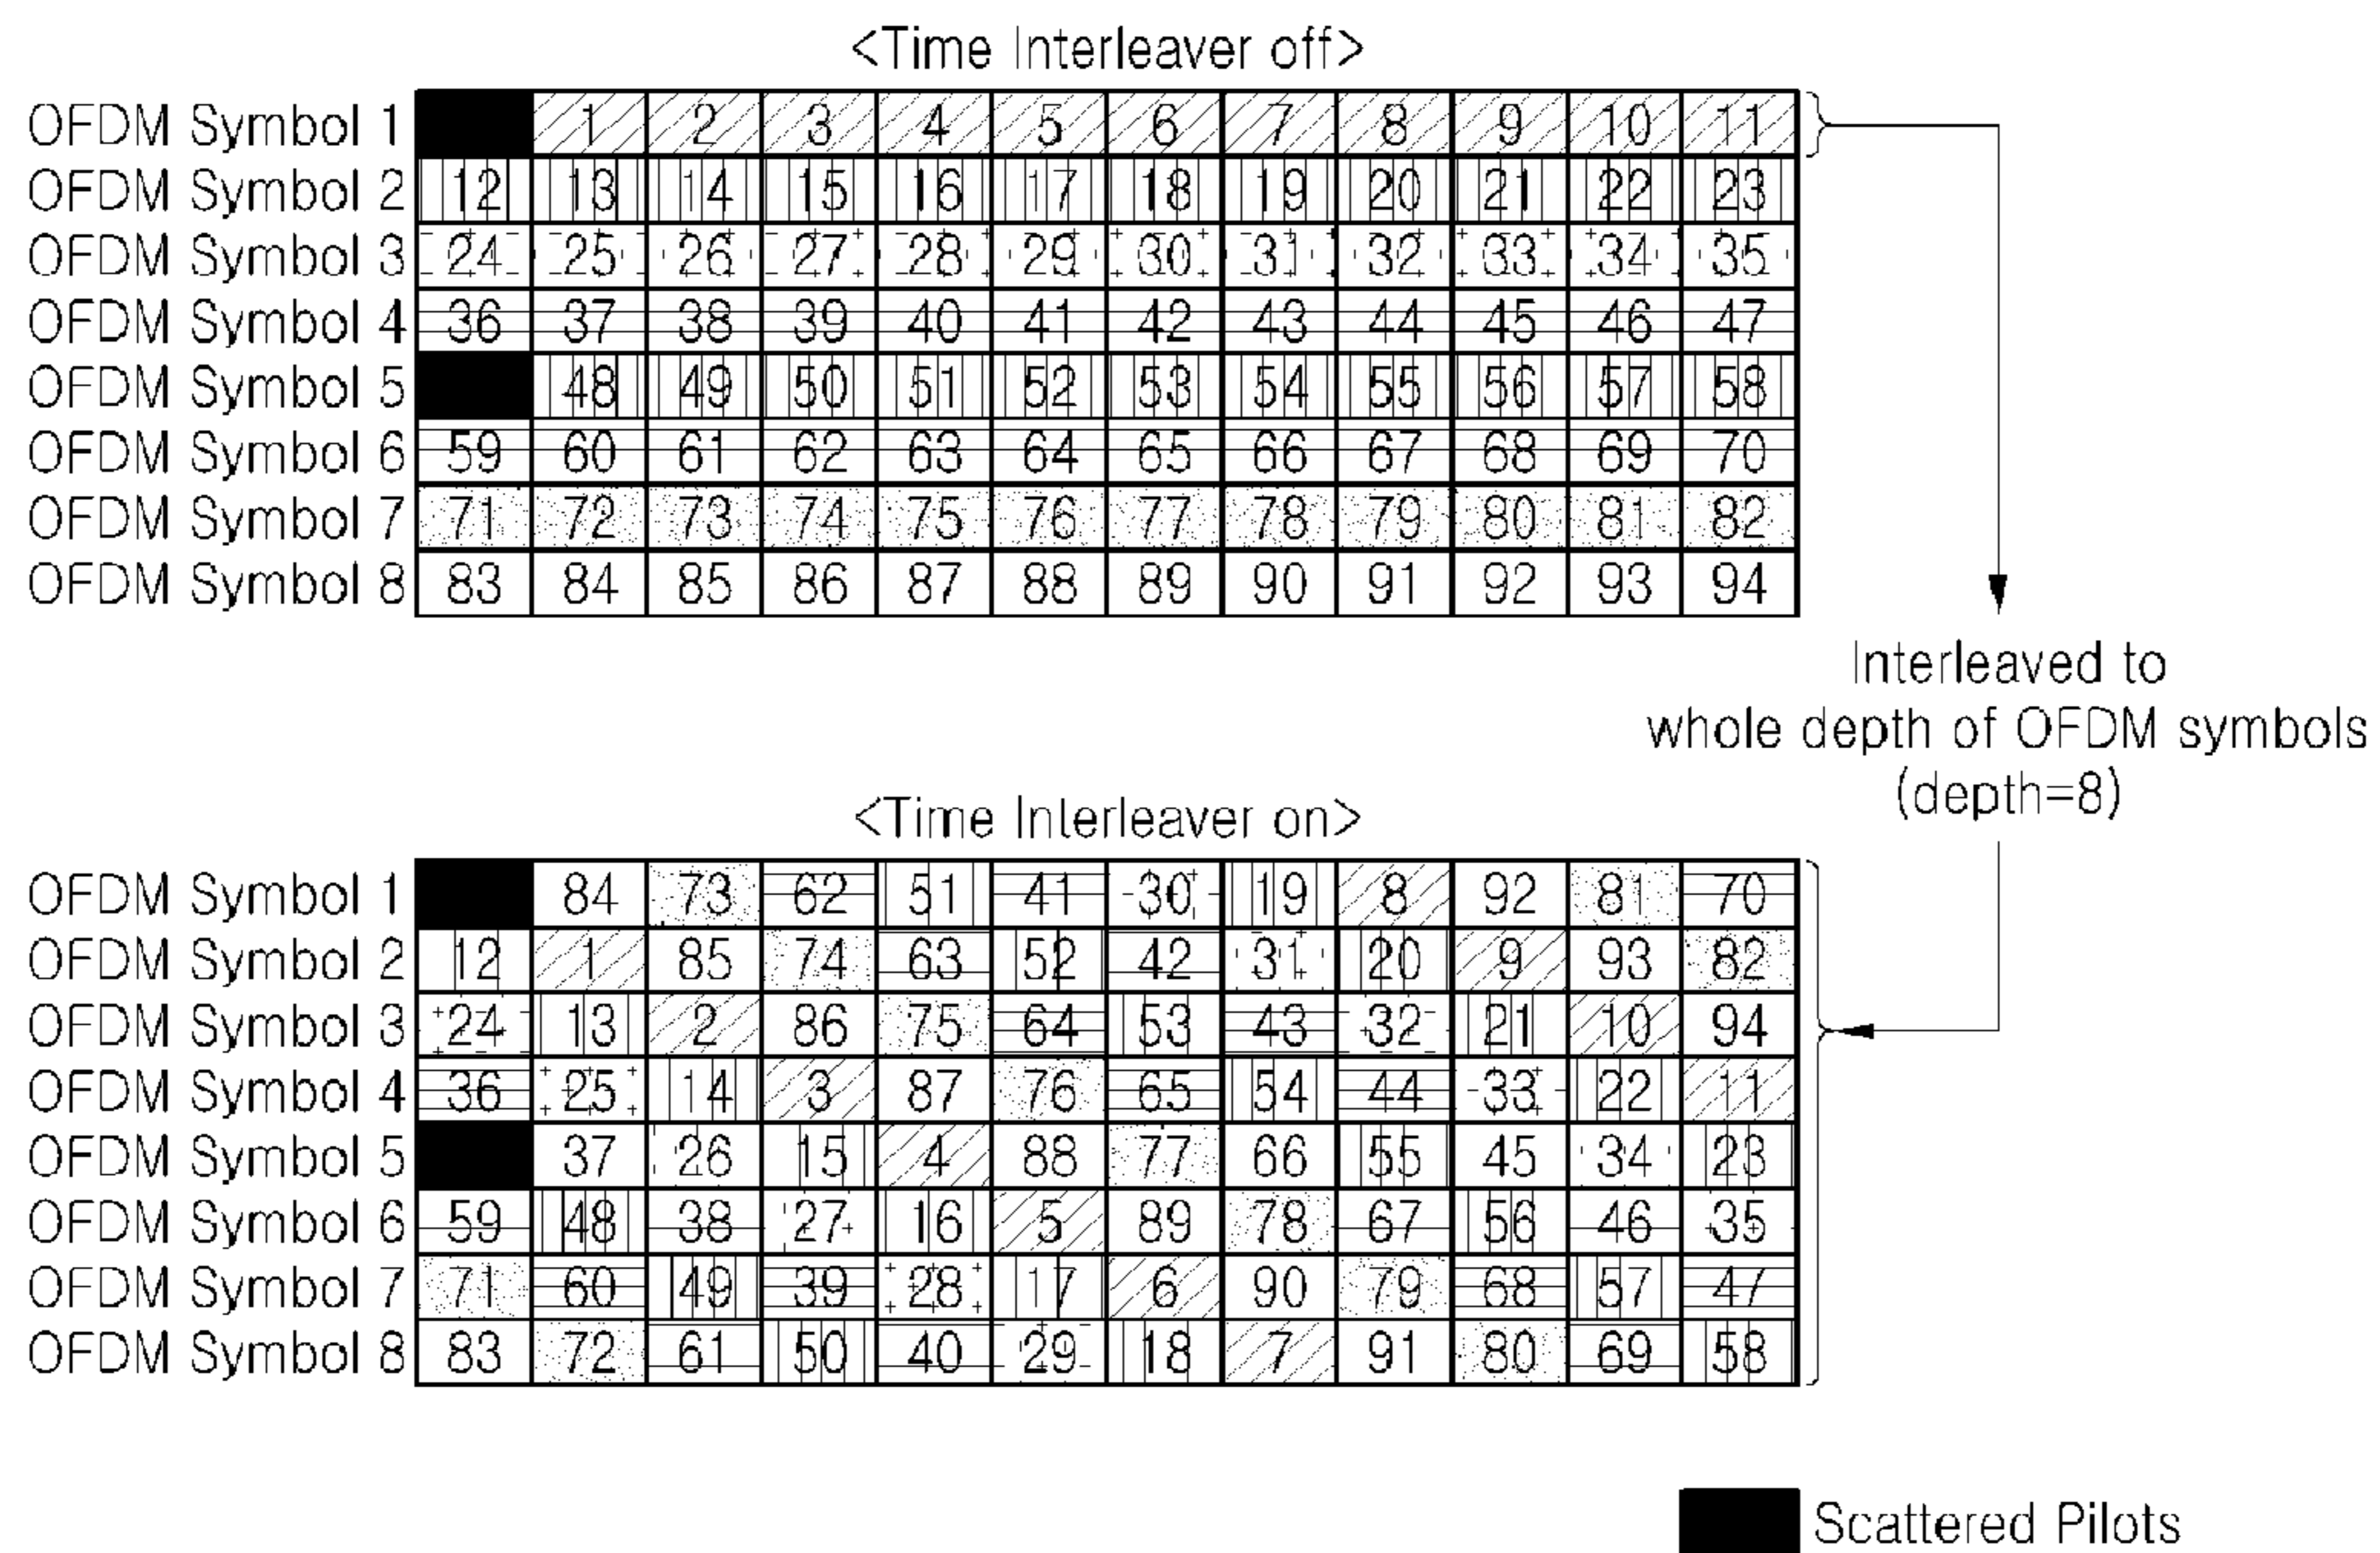 <Time Interleaver off>
OFDM Symbol 1 1 2 3 4 5 6 7 8 9 10 11
OFDM Symbol 2 12 13 14 15 16 17 18 19 20 21 22 23
OFDM Symbol 3 24 25 26 27 28 29 30 31 32 33 34 35
OFDM Symbol 4 36 37 38 39 40 41 42 43 44 45 46 47
OFDM Symbol 5 48 49 50 51 52 53 54 55 56 57 58
OFDM Symbol 6 59 60 61 62 63 64 65 66 67 68 69 70
OFDM Symbol 7 71 72 73 74 75 76 77 78 79 80 81 82
OFDM Symbol 8 83 84 85 86 87 88 89 90 91 92 93 94
Interleaved to
whole depth of OFDM symbols
(depth=8)
<Time Interleaver on>
OFDM Symbol 1 84 73 62 51 41 30 19 8 92 81 70
OFDM Symbol 2 12 1 85 74 63 52 42 31 20 9 93 82
OFDM Symbol 3 24 13 2 86 75 64 53 43 32 21 10 94
OFDM Symbol 4 36 25 14 3 87 76 65 54 44 33 22 11
OFDM Symbol 5 37 26 15 4 88 77 66 55 45 34 23
OFDM Symbol 6 59 48 38 27 16 5 89 78 67 56 46 35
OFDM Symbol 7 71 60 49 39 28 17 6 90 79 68 57 47
OFDM Symbol 8 83 72 61 50 40 29 18 7 91 80 69 58
Scattered Pilots